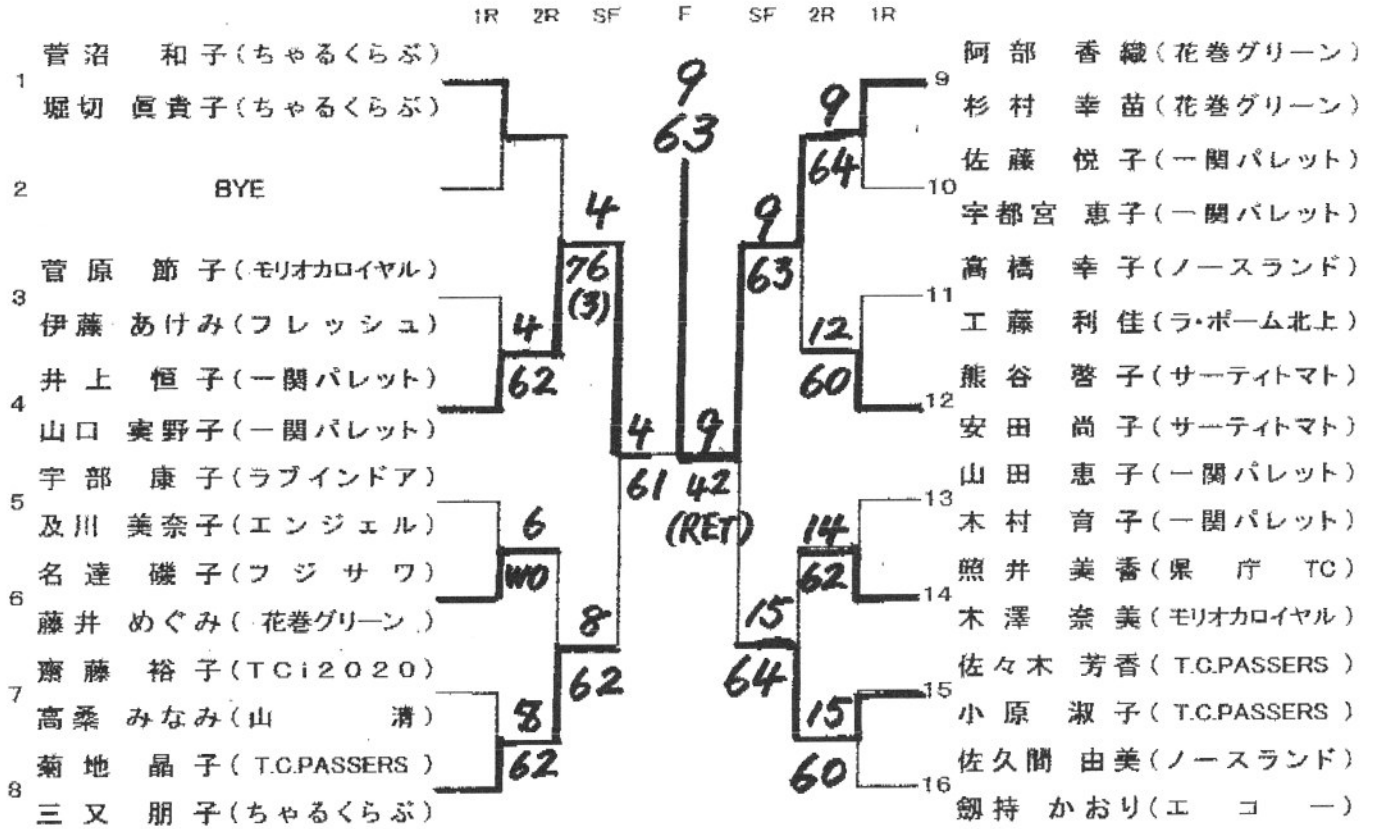 1R 2R SF F SF 2R 1R
1 菅沼 和子(ちゃるくらぶ)
堀切 眞貴子(ちゃるくらぶ)
2 BYE
3 菅原 節子(モリオカロイヤル)
伊藤 あけみ(フレッシュ)
4 井上 恒子(一関パレット)
山口 実野子(一関パレット)
5 宇部 康子(ラブインドア)
及川 美奈子(エンジェル)
6 名達 磯子(フジサワ)
藤井 めぐみ(花巻グリーン)
7 齋藤 裕子(TCi2020)
高桑 みなみ(山 清)
8 菊地 晶子(T.C.PASSERS)
三又 朋子(ちゃるくらぶ)
4
62
6
WO
8
62
4
76
(3)
8
62
4
61
9
63
9
42
(RET)
9
63
15
64
9
64
12
60
14
62
15
60
9 阿部 香織(花巻グリーン)
杉村 幸苗(花巻グリーン)
10 佐藤 悦子(一関パレット)
宇都宮 恵子(一関パレット)
11 高橋 幸子(ノースランド)
工藤 利佳(ラ・ポーム北上)
12 熊谷 啓子(サーティトマト)
安田 尚子(サーティトマト)
13 山田 恵子(一関パレット)
木村 育子(一関パレット)
14 照井 美香(県庁 TC)
木澤 奈美(モリオカロイヤル)
15 佐々木 芳香(T.C.PASSERS)
小原 淑子(T.C.PASSERS)
16 佐久間 由美(ノースランド)
釼持 かおり(エコー)